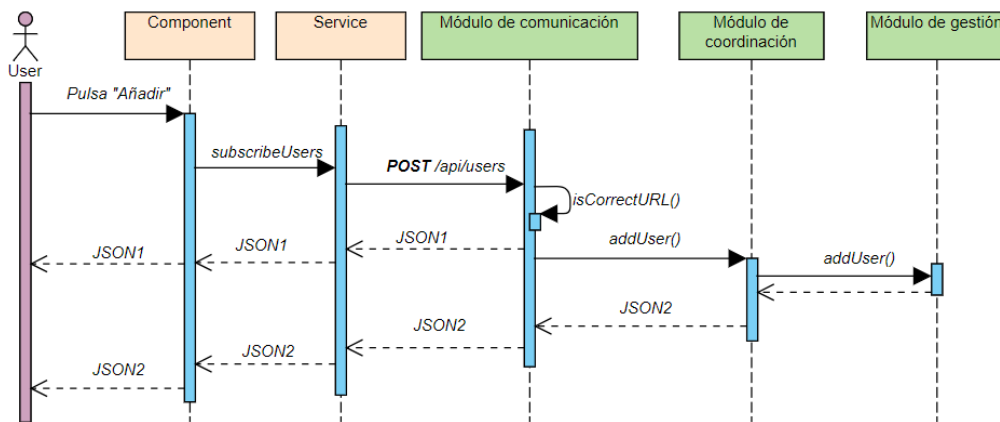 Component
Service
Módulo de comunicación
Módulo de
coordinación
Módulo de gestión
User
Pulsa "Añadir"
subscribeUsers
POST /api/users
isCorrectURL()
JSON1
JSON1
JSON1
addUser()
addUser()
JSON2
JSON2
JSON2
JSON2